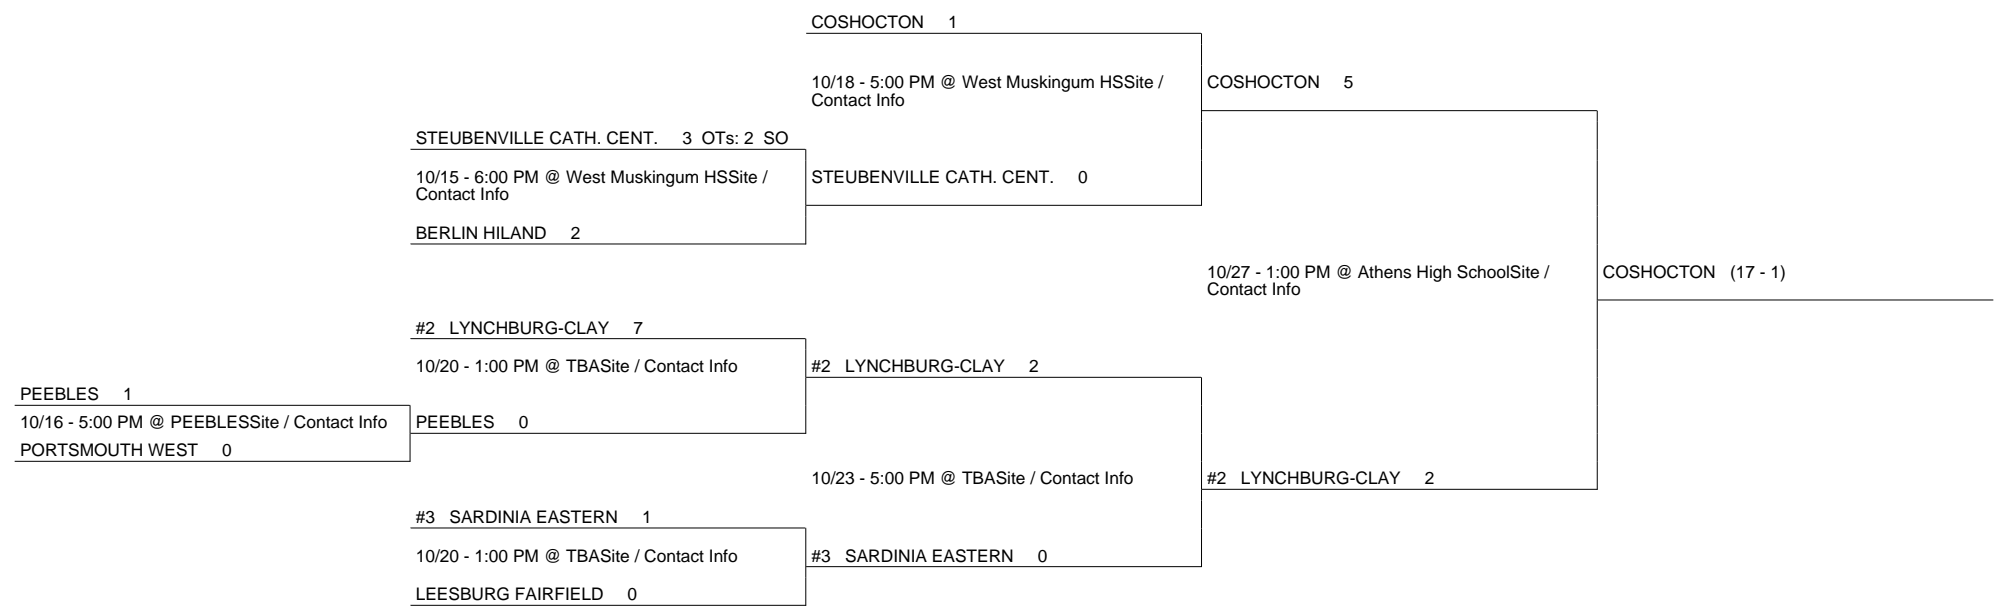 COSHOCTON 1
10/18 - 5:00 PM @ West Muskingum HSSite /
Contact Info
COSHOCTON 5
STEUBENVILLE CATH. CENT. 3 OTs: 2 SO
10/15 - 6:00 PM @ West Muskingum HSSite /
Contact Info
STEUBENVILLE CATH. CENT. 0
BERLIN HILAND 2
10/27 - 1:00 PM @ Athens High SchoolSite /
Contact Info
COSHOCTON (17 - 1)
#2 LYNCHBURG-CLAY 7
10/20 - 1:00 PM @ TBASite / Contact Info
#2 LYNCHBURG-CLAY 2
PEEBLES 1
10/16 - 5:00 PM @ PEEBLESSite / Contact Info
PEEBLES 0
PORTSMOUTH WEST 0
10/23 - 5:00 PM @ TBASite / Contact Info
#2 LYNCHBURG-CLAY 2
#3 SARDINIA EASTERN 1
10/20 - 1:00 PM @ TBASite / Contact Info
#3 SARDINIA EASTERN 0
LEESBURG FAIRFIELD 0